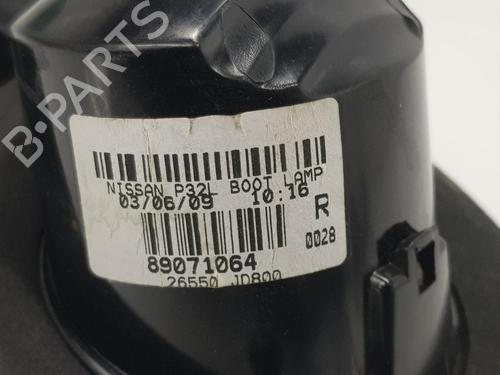 B-PARTS
NISSAN P32L BOOT LAMP
03/06/09 10:16
R
0028
89071064
26550 JD800